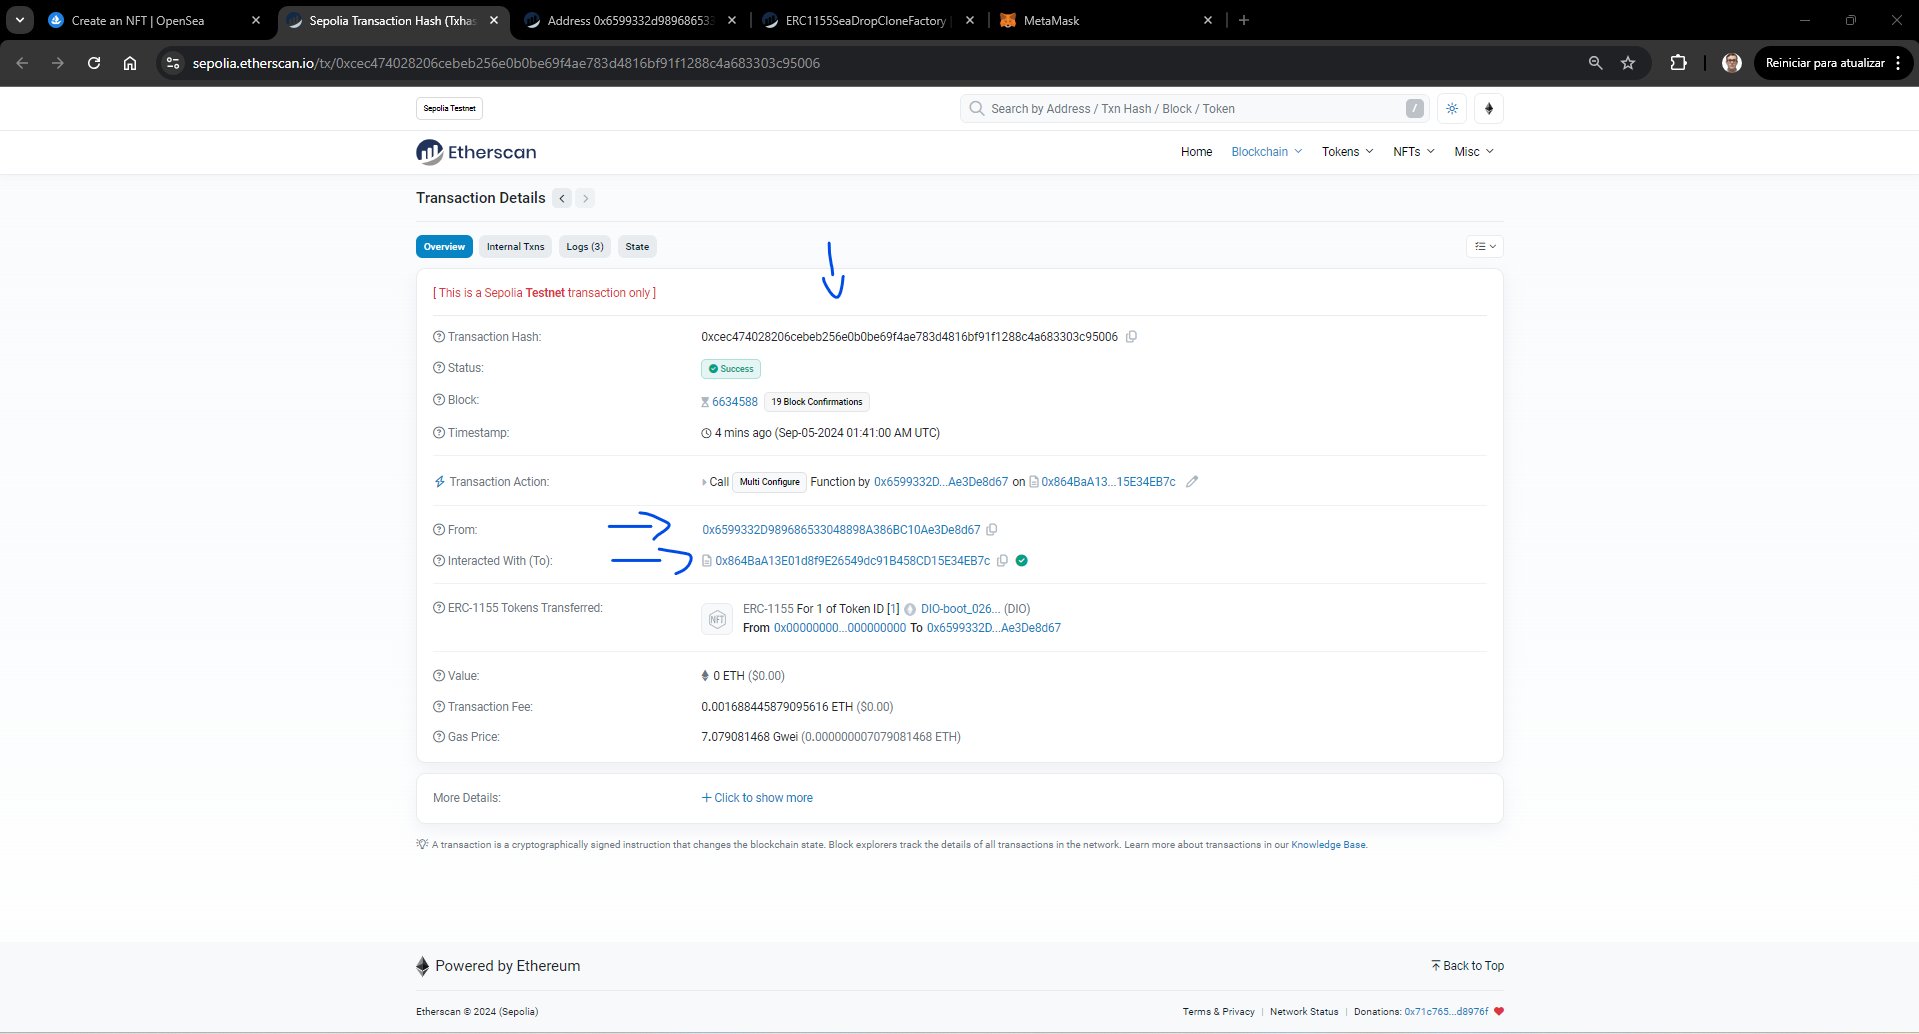 Create an NFT | OpenSea
Sepolia Transaction Hash (Txhas
Address 0x6599332d989686533
ERC1155SeaDropCloneFactory
MetaMask
sepolia.etherscan.io/tx/0xcec474028206cebeb256e0b0be69f4ae783d4816bf91f1288c4a683303c95006
Reiniciar para atualizar
Sepolia Testnet
Search by Address / Txn Hash / Block / Token
/
Etherscan
Home Blockchain Tokens NFTs Misc
Transaction Details
Overview Internal Txns Logs (3) State
[ This is a Sepolia Testnet transaction only ]
Transaction Hash: 0xcec474028206cebeb256e0b0be69f4ae783d4816bf91f1288c4a683303c95006
Status: Success
Block: 6634588 19 Block Confirmations
Timestamp: 4 mins ago (Sep-05-2024 01:41:00 AM UTC)
Transaction Action: Call Multi Configure Function by 0x6599332D...Ae3De8d67 on 0x864BaA13...15E34EB7c
From: 0x6599332D989686533048898A386BC10Ae3De8d67
Interacted With (To): 0x864BaA13E01d8f9E26549dc91B458CD15E34EB7c
ERC-1155 Tokens Transferred: NFT ERC-1155 For 1 of Token ID [1] DIO-boot_026... (DIO)
From 0x00000000...000000000 To 0x6599332D...Ae3De8d67
Value: 0 ETH ($0.00)
Transaction Fee: 0.001688445879095616 ETH ($0.00)
Gas Price: 7.079081468 Gwei (0.000000007079081468 ETH)
More Details: + Click to show more
A transaction is a cryptographically signed instruction that changes the blockchain state. Block explorers track the details of all transactions in the network. Learn more about transactions in our Knowledge Base.
Powered by Ethereum
Back to Top
Etherscan © 2024 (Sepolia)
Terms & Privacy | Network Status | Donations: 0x71c765...d8976f